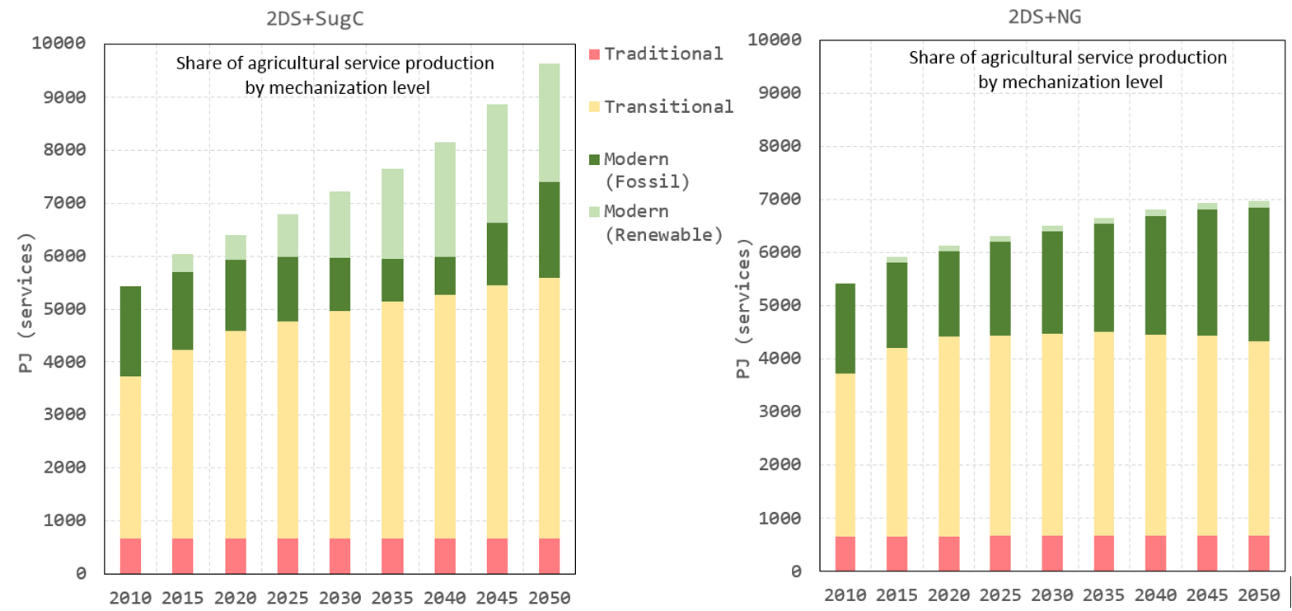 2DS+SugC
Share of agricultural service production
by mechanization level
PJ (services)
10000
9000
8000
7000
6000
5000
4000
3000
2000
1000
0
2010 2015 2020 2025 2030 2035 2040 2045 2050
Traditional
Transitional
Modern
(Fossil)
Modern
(Renewable)
2DS+NG
Share of agricultural service production
by mechanization level
PJ (services)
10000
9000
8000
7000
6000
5000
4000
3000
2000
1000
0
2010 2015 2020 2025 2030 2035 2040 2045 2050